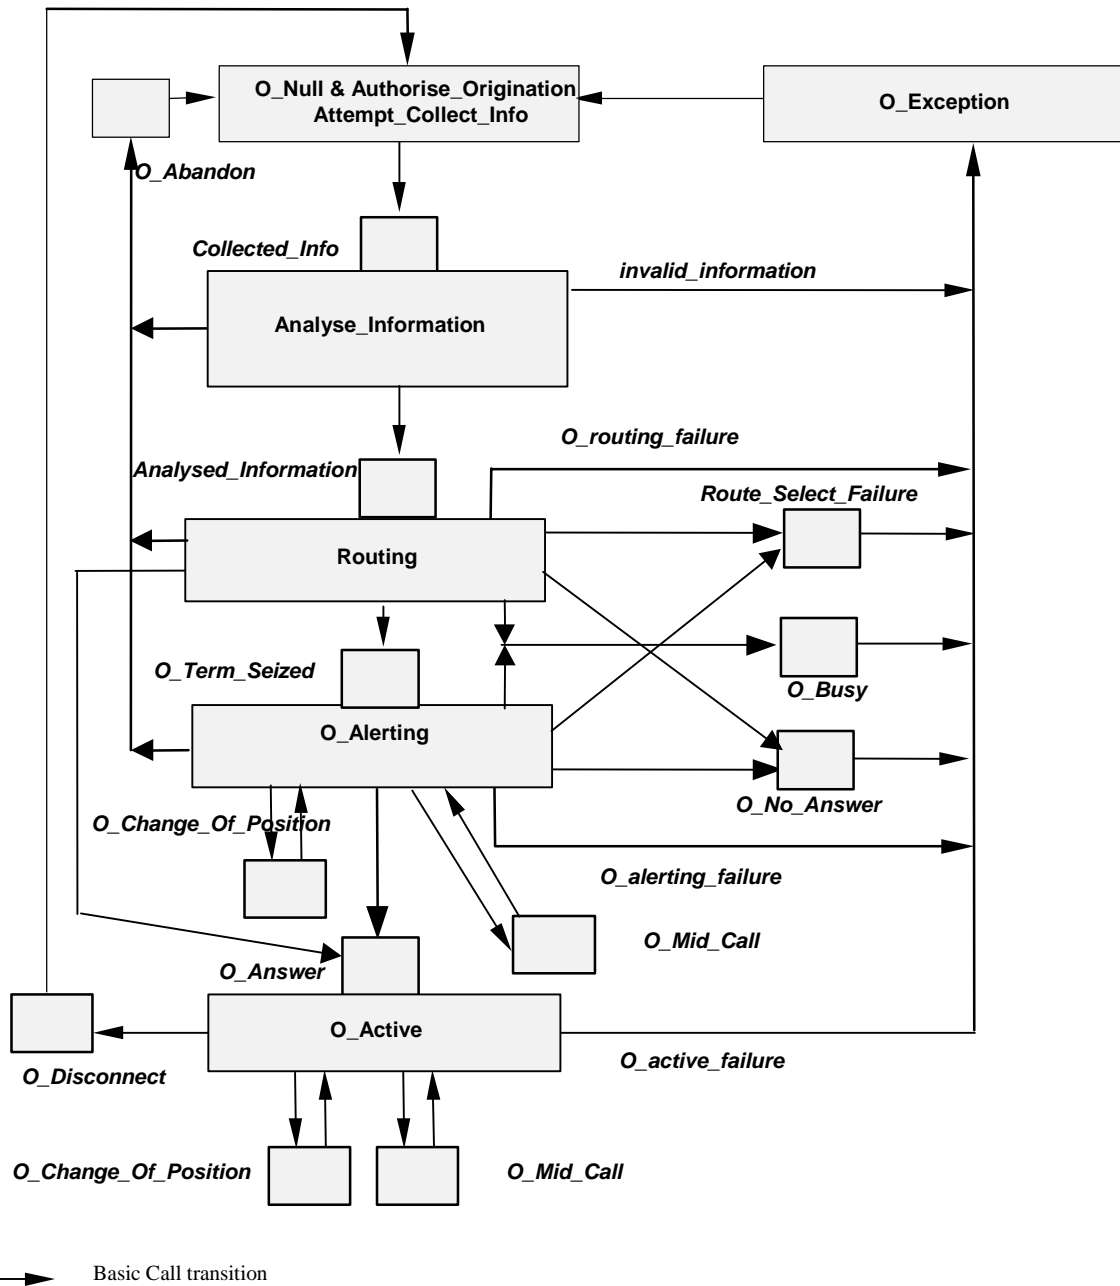 O_Null & Authorise_Origination
Attempt_Collect_Info
O_Exception
O_Abandon
Collected_Info
invalid_information
Analyse_Information
O_routing_failure
Analysed_Information
Route_Select_Failure
Routing
O_Term_Seized
O_Busy
O_Alerting
O_No_Answer
O_Change_Of_Position
O_alerting_failure
O_Mid_Call
O_Answer
O_Active
O_active_failure
O_Disconnect
O_Change_Of_Position
O_Mid_Call
Basic Call transition